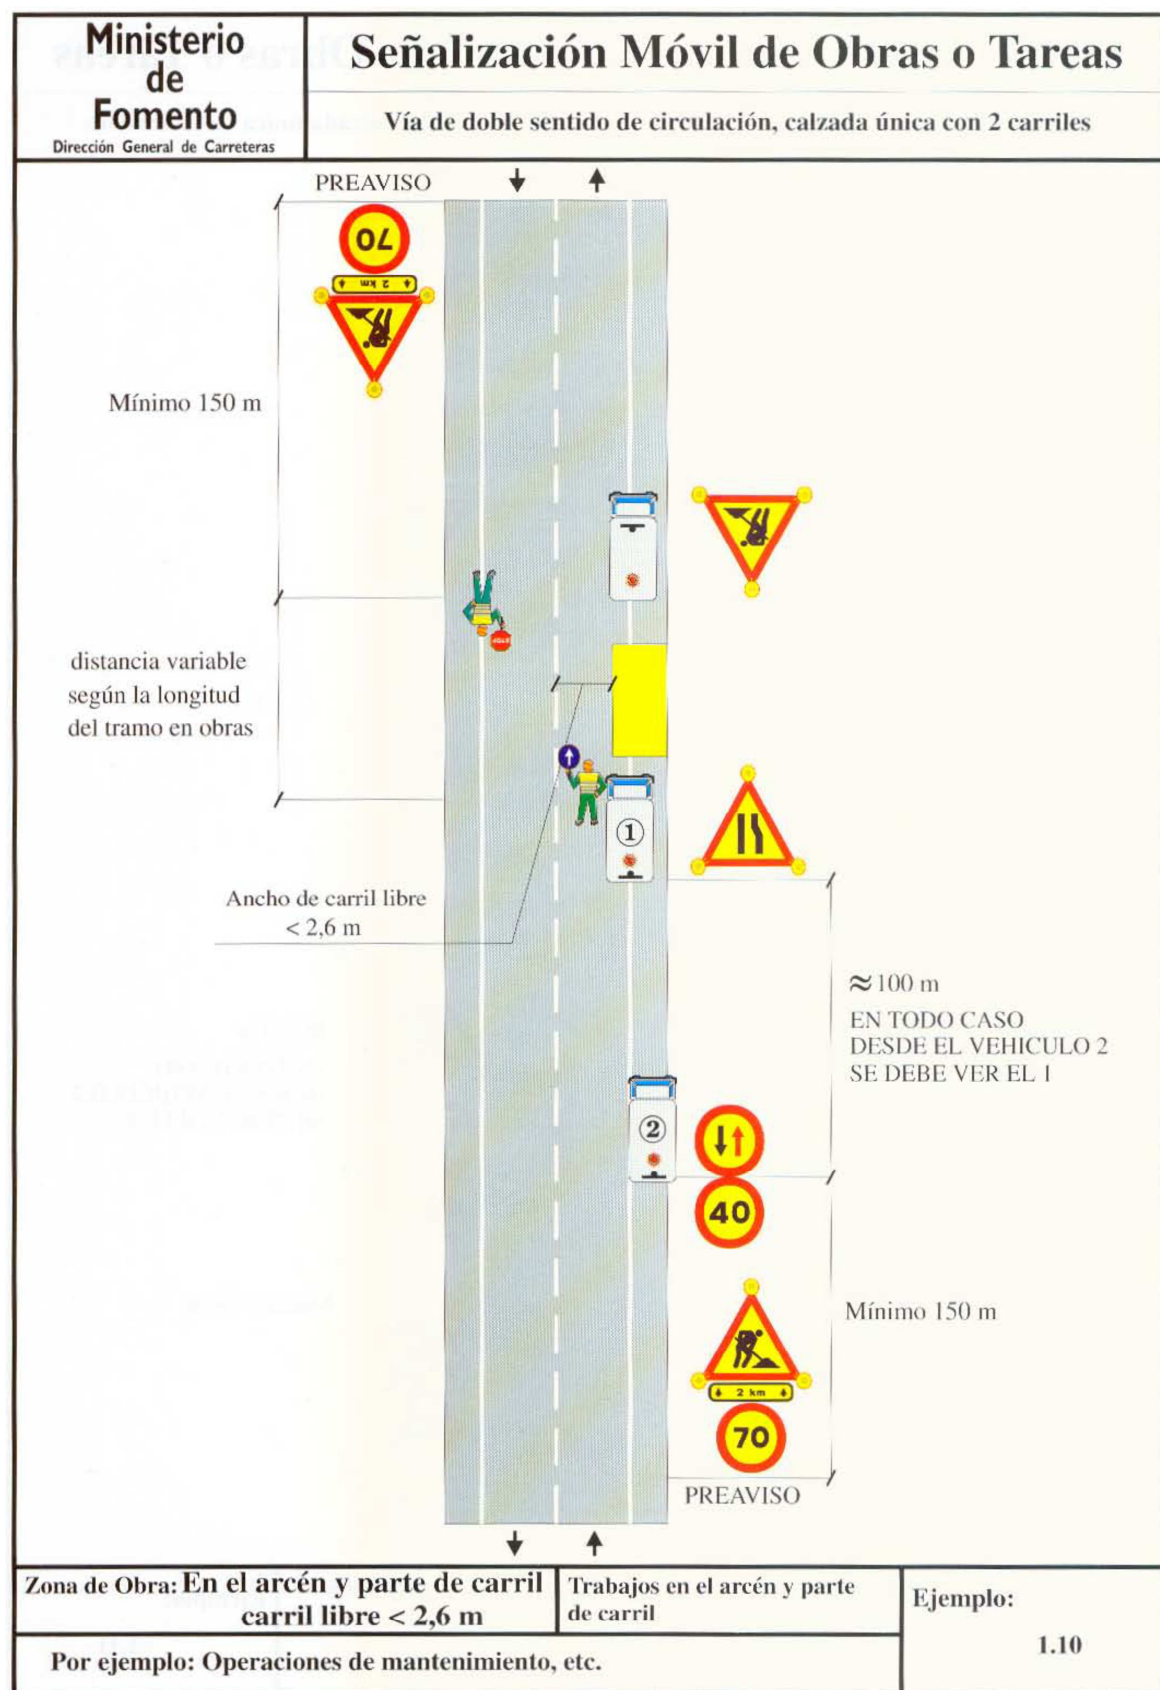 Ministerio
de
Fomento
Dirección General de Carreteras
Señalización Móvil de Obras o Tareas
Vía de doble sentido de circulación, calzada única con 2 carriles
PREAVISO
70
2 km
Mínimo 150 m
STOP
distancia variable
según la longitud
del tramo en obras
1
Ancho de carril libre
< 2,6 m
≈100 m
EN TODO CASO
DESDE EL VEHICULO 2
SE DEBE VER EL 1
2
40
Mínimo 150 m
2 km
70
PREAVISO
Zona de Obra: En el arcén y parte de carril
carril libre < 2,6 m
Trabajos en el arcén y parte
de carril
Ejemplo:
1.10
Por ejemplo: Operaciones de mantenimiento, etc.